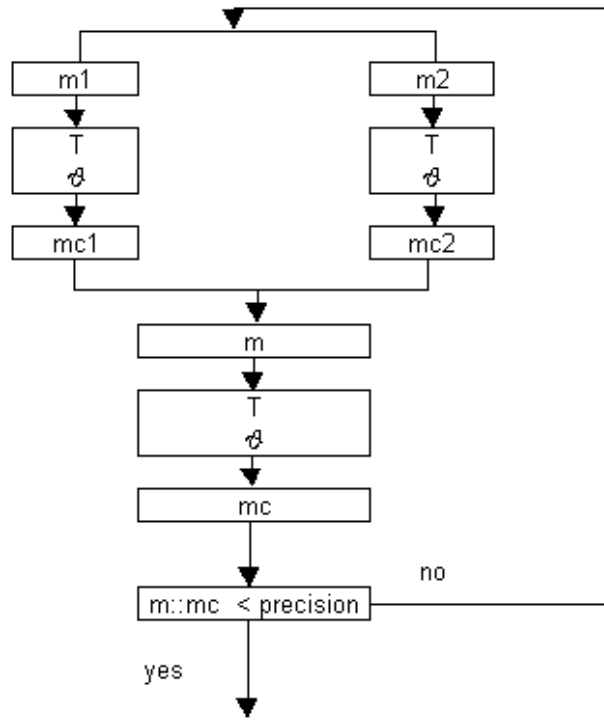 m1
m2
T
ϑ
T
ϑ
mc1
mc2
m
T
ϑ
mc
no
m::mc < precision
yes